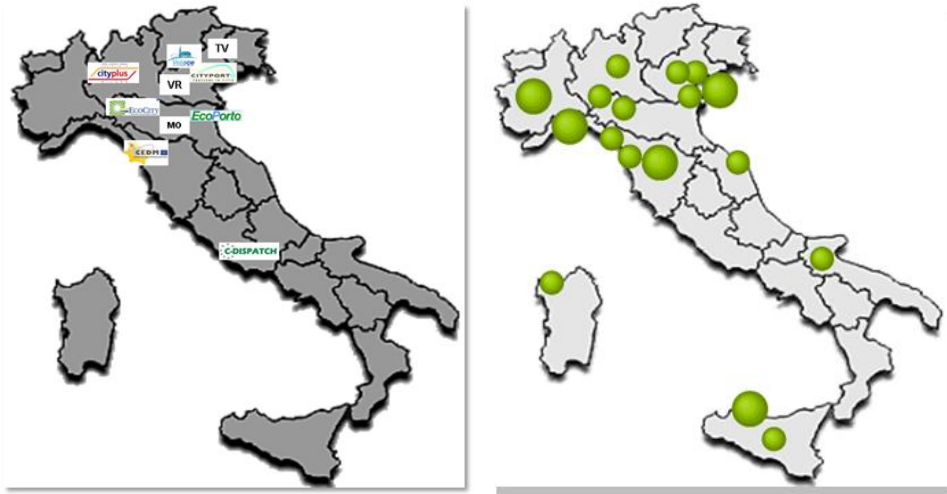 TV
cityplus
CITYPORT
VR
EcoCity
EcoPorto
MO
CEDM
C-DISPATCH